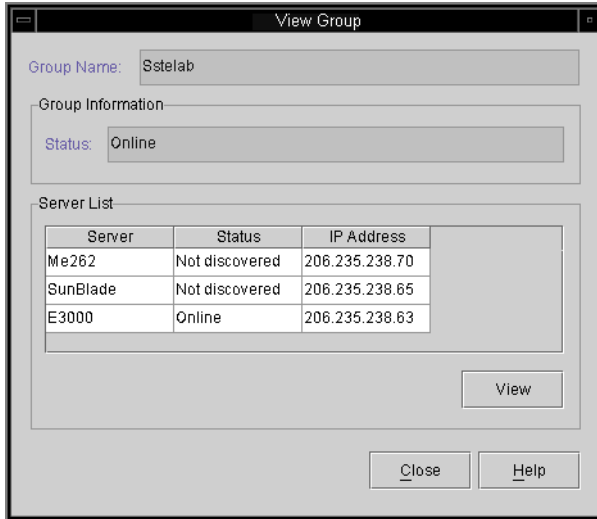 View Group
Group Name: Sstelab
Group Information
Status: Online
Server List
Server Status IP Address
Me262 Not discovered 206.235.238.70
SunBlade Not discovered 206.235.238.65
E3000 Online 206.235.238.63
View
Close Help